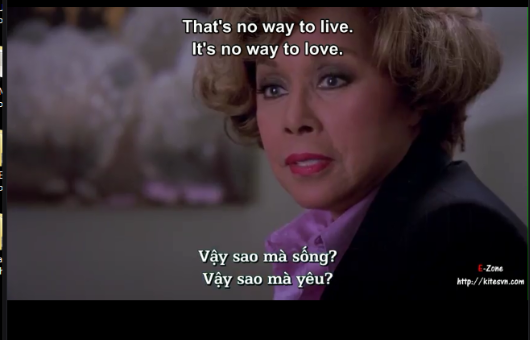 That's no way to live.
It's no way to love.
Vậy sao mà sống?
Vậy sao mà yêu?
E-Zone
http://kitesvn.com